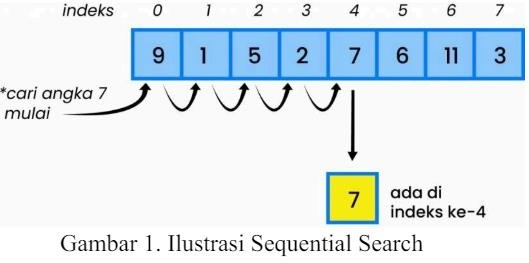 indeks 0 1 2 3 4 5 6 7
9 1 5 2 7 6 11 3
*cari angka 7
mulai
7
ada di
indeks ke-4
Gambar 1. Ilustrasi Sequential Search